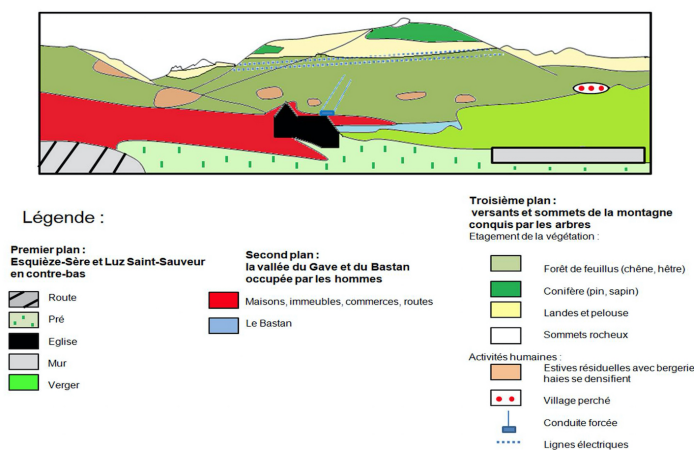 Légende :
Premier plan :
Esquièze-Sère et Luz Saint-Sauveur
en contre-bas
Route
Pré
Eglise
Mur
Verger
Second plan :
la vallée du Gave et du Bastan
occupée par les hommes
Maisons, immeubles, commerces, routes
Le Bastan
Troisième plan :
versants et sommets de la montagne
conquis par les arbres
Etagement de la végétation :
Forêt de feuillus (chêne, hêtre)
Conifère (pin, sapin)
Landes et pelouse
Sommets rocheux
Activités humaines :
Estives résiduelles avec bergerie
haies se densifient
Village perché
Conduite forcée
Lignes électriques